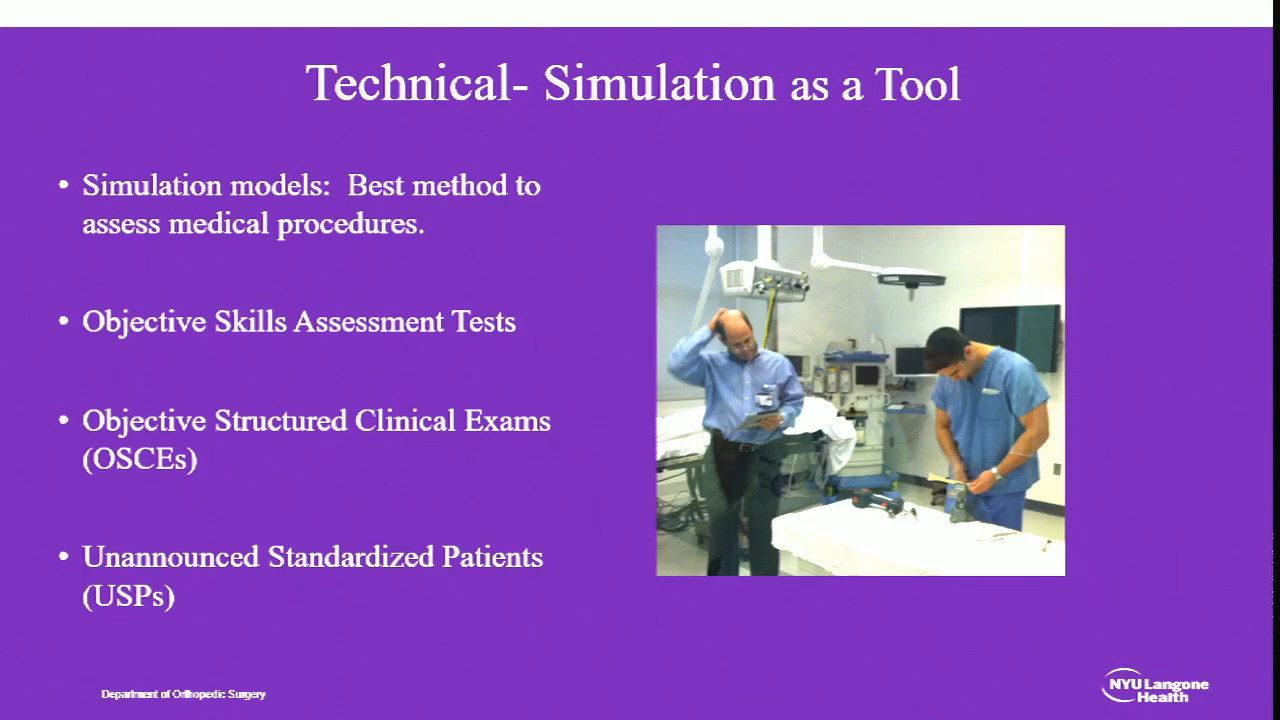 Technical- Simulation as a Tool
• Simulation models:  Best method to
assess medical procedures.
• Objective Skills Assessment Tests
• Objective Structured Clinical Exams
(OSCEs)
• Unannounced Standardized Patients
(USPs)
Department of Orthopedic Surgery
NYU Langone
Health